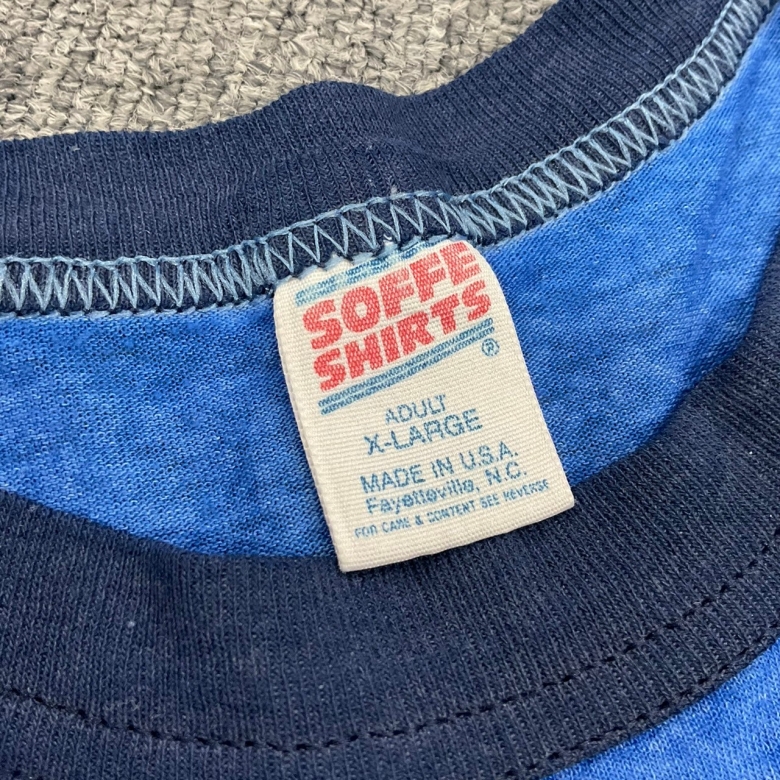 SOFFE
SHIRTS
®
ADULT
X-LARGE
MADE IN U.S.A.
Fayetteville, N.C.
FOR CARE & CONTENT SEE REVERSE